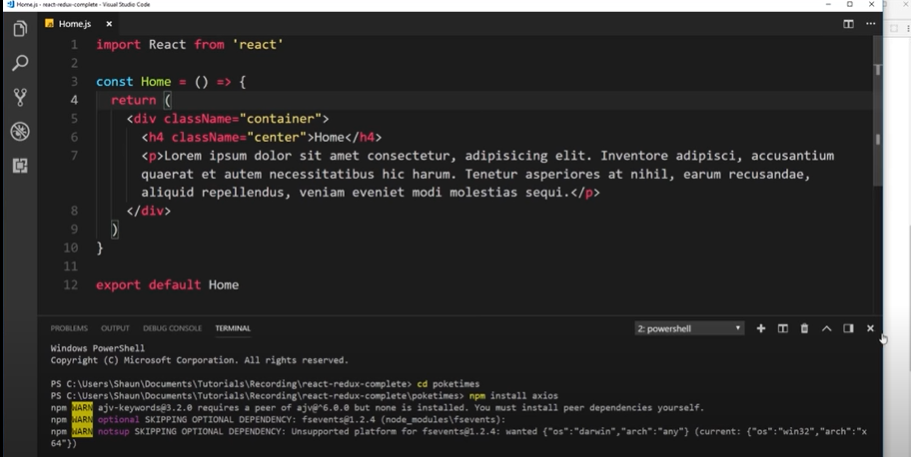 Home.js - react-redux-complete - Visual Studio Code
Home.js
1 import React from 'react'
2
3 const Home = () => {
4 return (
5 <div className="container">
6 <h4 className="center">Home</h4>
7 <p>Lorem ipsum dolor sit amet consectetur, adipisicing elit. Inventore adipisci, accusantium
quaerat et autem necessitatibus hic harum. Tenetur asperiores at nihil, earum recusandae,
aliquid repellendus, veniam eveniet modi molestias sequi.</p>
8 </div>
9 )
10 }
11
12 export default Home
PROBLEMS OUTPUT DEBUG CONSOLE TERMINAL 2: powershell
Windows PowerShell
Copyright (C) Microsoft Corporation. All rights reserved.
PS C:\Users\Shaun\Documents\Tutorials\Recording\react-redux-complete> cd poketimes
PS C:\Users\Shaun\Documents\Tutorials\Recording\react-redux-complete\poketimes> npm install axios
npm WARN ajv-keywords@3.2.0 requires a peer of ajv@^6.0.0 but none is installed. You must install peer dependencies yourself.
npm WARN optional SKIPPING OPTIONAL DEPENDENCY: fsevents@1.2.4 (node_modules\fsevents):
npm WARN notsup SKIPPING OPTIONAL DEPENDENCY: Unsupported platform for fsevents@1.2.4: wanted {"os":"darwin","arch":"any"} (current: {"os":"win32","arch":"x
64"})